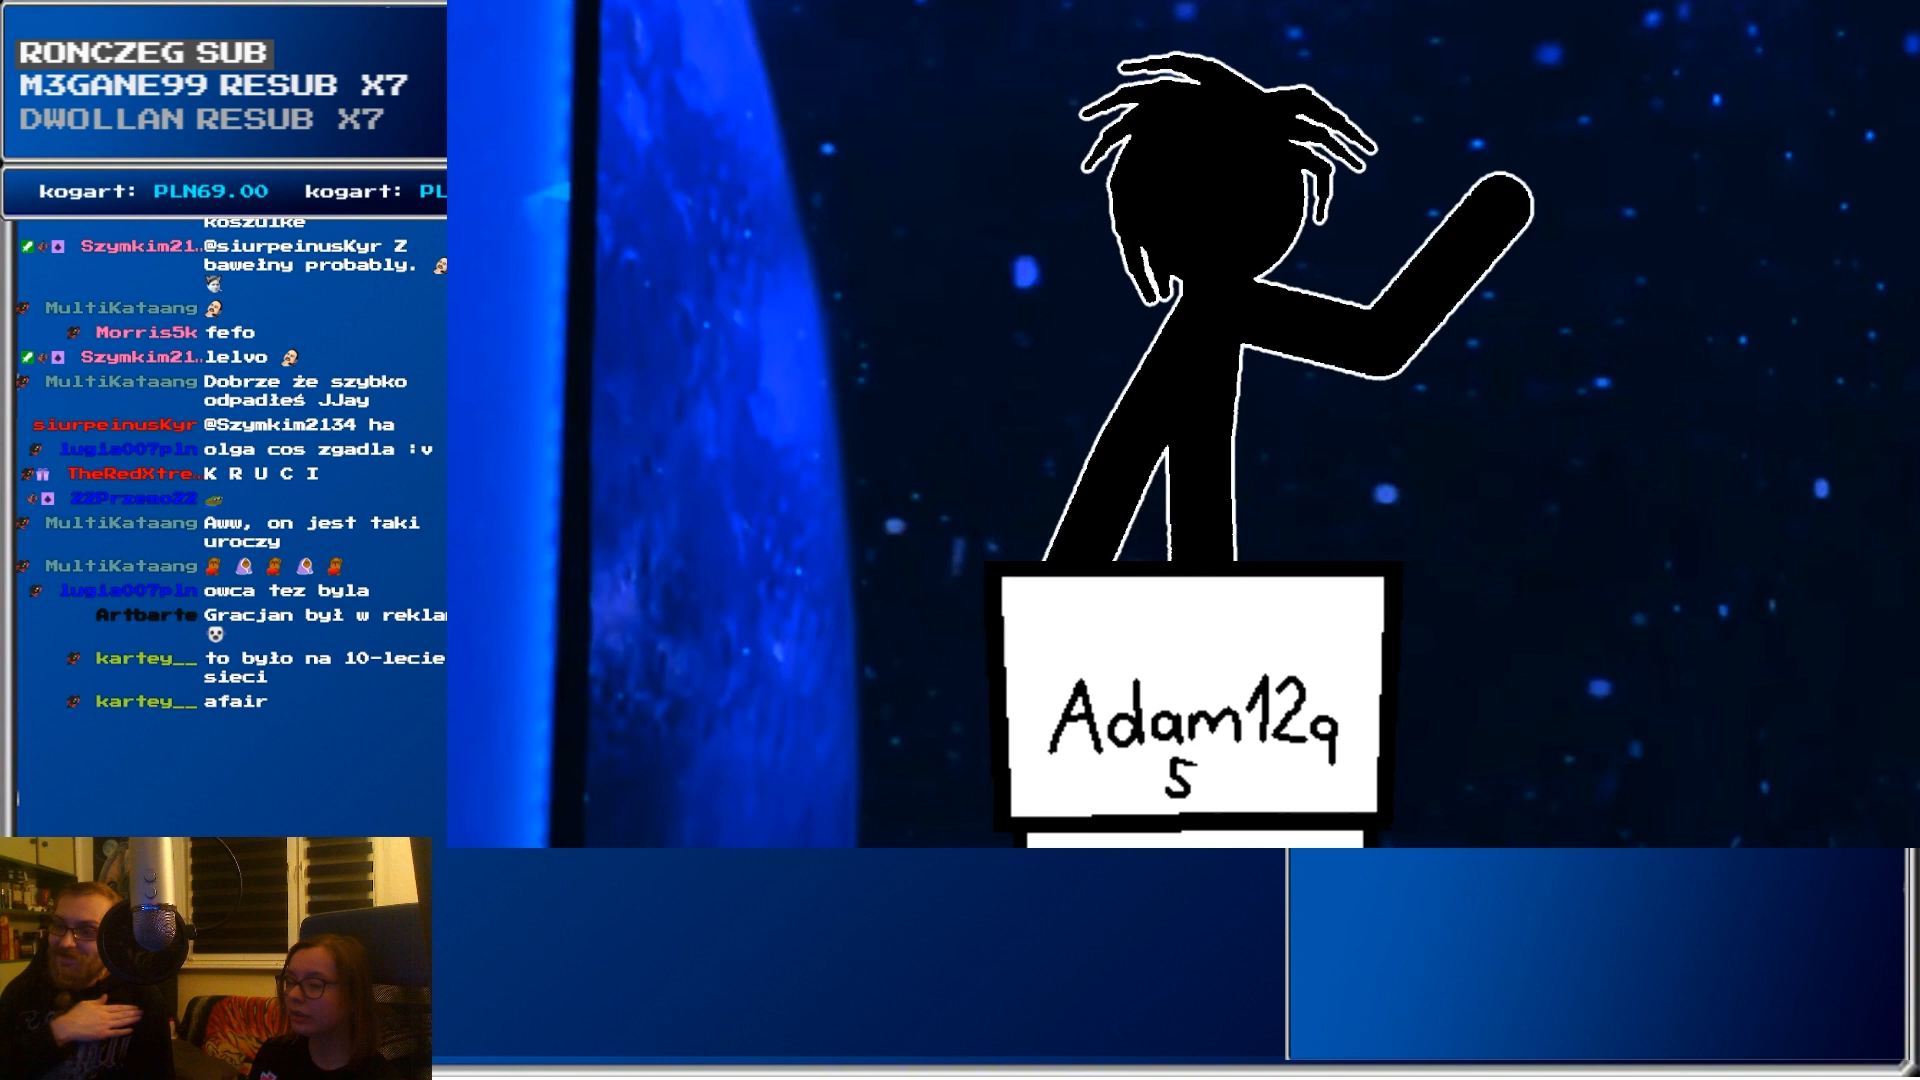 RONCZEG SUB
M3GANE99 RESUB X7
DWOLLAN RESUB X7
kogart: PLN69.00 kogart: PL
koszulke
Szymkim21..@siurpeinusKyr Z
bawełny probably.
MultiKataang
Morris5k fefo
Szymkim21..lelvo
MultiKataang Dobrze że szybko
odpadłeś JJay
siurpeinusKyr @Szymkim2134 ha
lugia007pln olga cos zgadla :v
TheRedXtre..K R U C I
22Przemo22
MultiKataang Aww, on jest taki
uroczy
MultiKataang
lugia007pln owca tez byla
Artbarte Gracjan był w rekla
kartey__ to było na 10-lecie
sieci
kartey__ afair
Adam12q
5